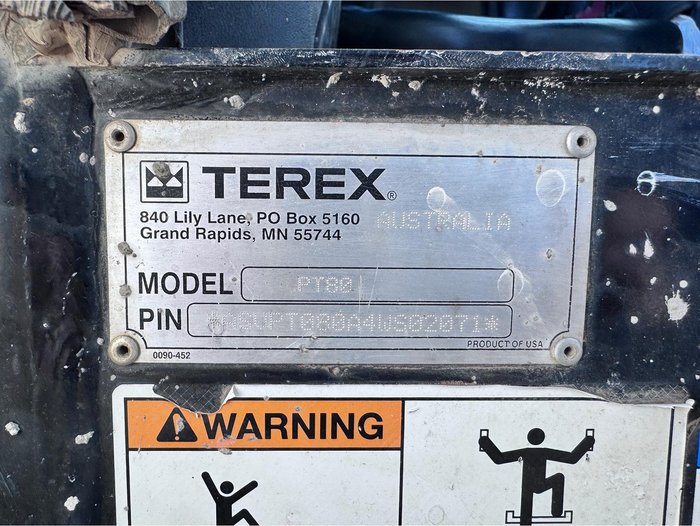 TEREX®
840 Lily Lane, PO Box 5160 AUSTRALIA
Grand Rapids, MN 55744
MODEL PT80
PIN *ASVPT080A4WS02071*
PRODUCT OF USA
0090-452
WARNING